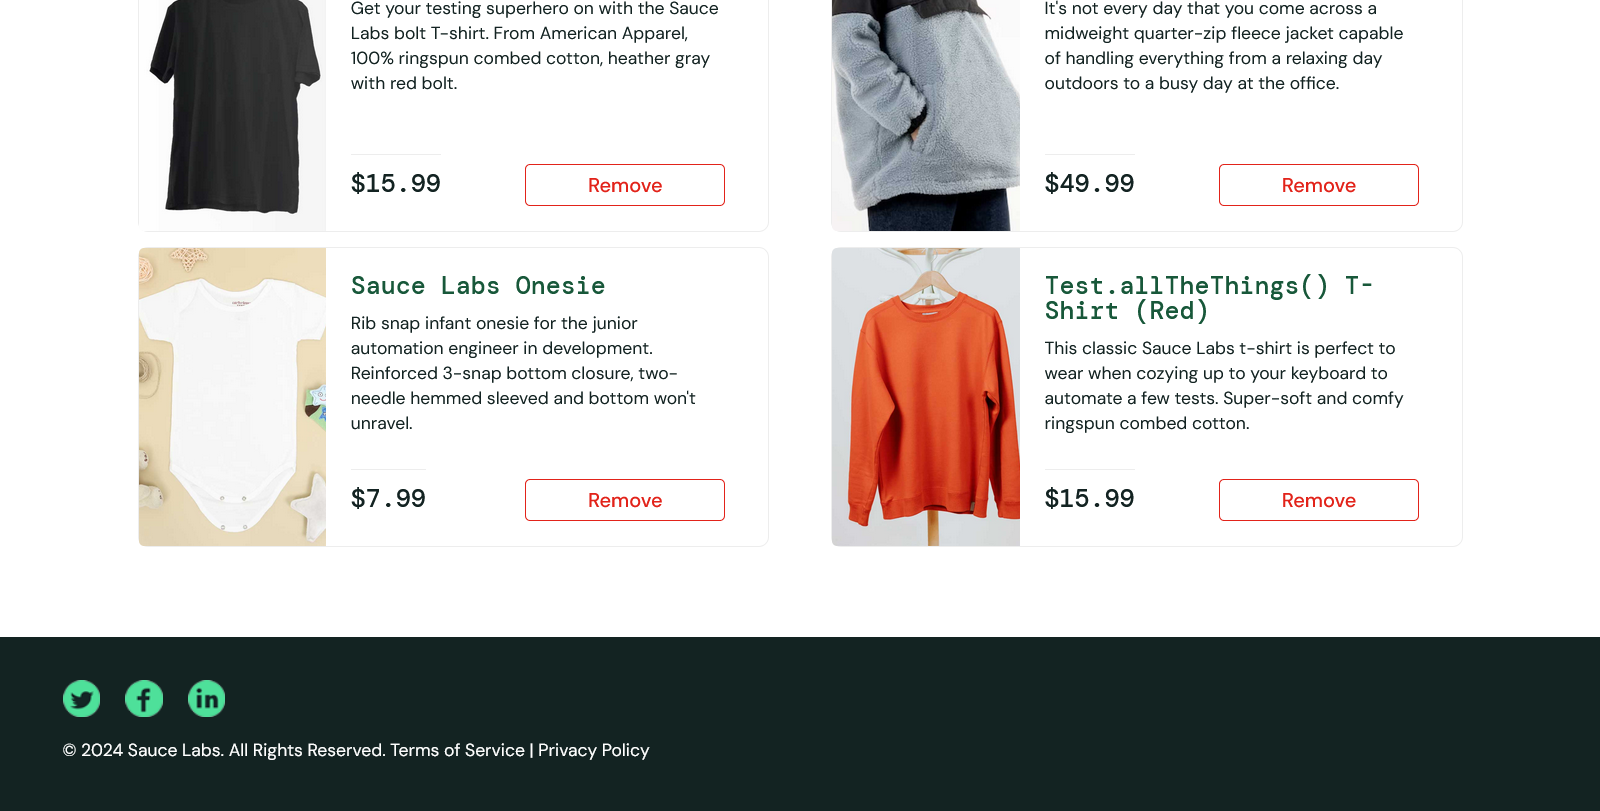 Get your testing superhero on with the Sauce
Labs bolt T-shirt. From American Apparel,
100% ringspun combed cotton, heather gray
with red bolt.
$15.99
Remove
It's not every day that you come across a
midweight quarter-zip fleece jacket capable
of handling everything from a relaxing day
outdoors to a busy day at the office.
$49.99
Remove
Sauce Labs Onesie
Rib snap infant onesie for the junior
automation engineer in development.
Reinforced 3-snap bottom closure, two-
needle hemmed sleeved and bottom won't
unravel.
$7.99
Remove
Test.allTheThings() T-
Shirt (Red)
This classic Sauce Labs t-shirt is perfect to
wear when cozying up to your keyboard to
automate a few tests. Super-soft and comfy
ringspun combed cotton.
$15.99
Remove
© 2024 Sauce Labs. All Rights Reserved. Terms of Service | Privacy Policy